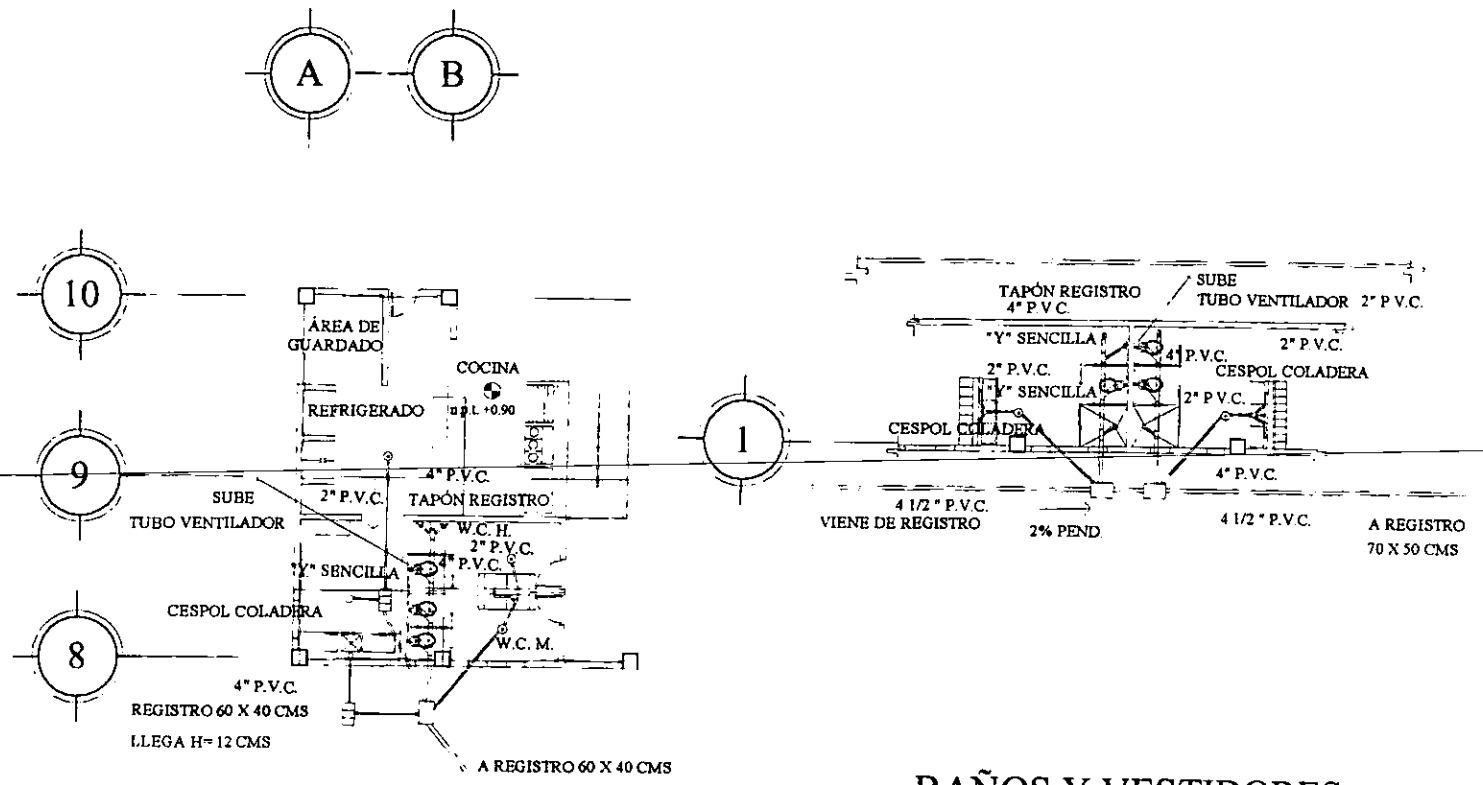 A
B
10
ÁREA DE
GUARDADO
COCINA
REFRIGERADO
n.p.t. +0.90
9
4" P.V.C.
2" P.V.C.
TAPÓN REGISTRO
SUBE
TUBO VENTILADOR
W.C. H.
2" P.V.C.
4" P.V.C.
"Y" SENCILLA
CESPOL COLADERA
8
W.C. M.
4" P.V.C.
REGISTRO 60 X 40 CMS
LLEGA H= 12 CMS
A REGISTRO 60 X 40 CMS
SUBE
TAPÓN REGISTRO
TUBO VENTILADOR 2" P V.C.
4" P.V C.
"Y" SENCILLA
2" P.V.C.
4" P.V.C.
2" P.V.C.
CESPOL COLADERA
"Y" SENCILLA
2" P V.C.
1
CESPOL COLADERA
4" P.V.C.
4 1/2 " P.V.C.
VIENE DE REGISTRO
2% PEND.
4 1/2 " P.V.C.
A REGISTRO
70 X 50 CMS
BAÑOS Y VESTIDORES